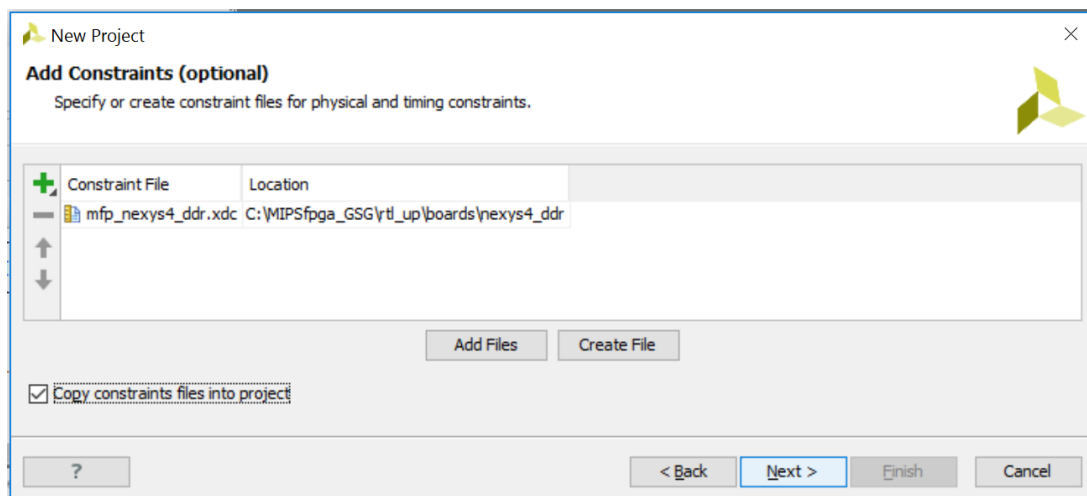 New Project
Add Constraints (optional)
Specify or create constraint files for physical and timing constraints.
Constraint File Location
mfp_nexys4_ddr.xdc C:\MIPSfpga_GSG\rtl_up\boards\nexys4_ddr
Add Files Create File
Copy constraints files into project
? < Back Next > Finish Cancel